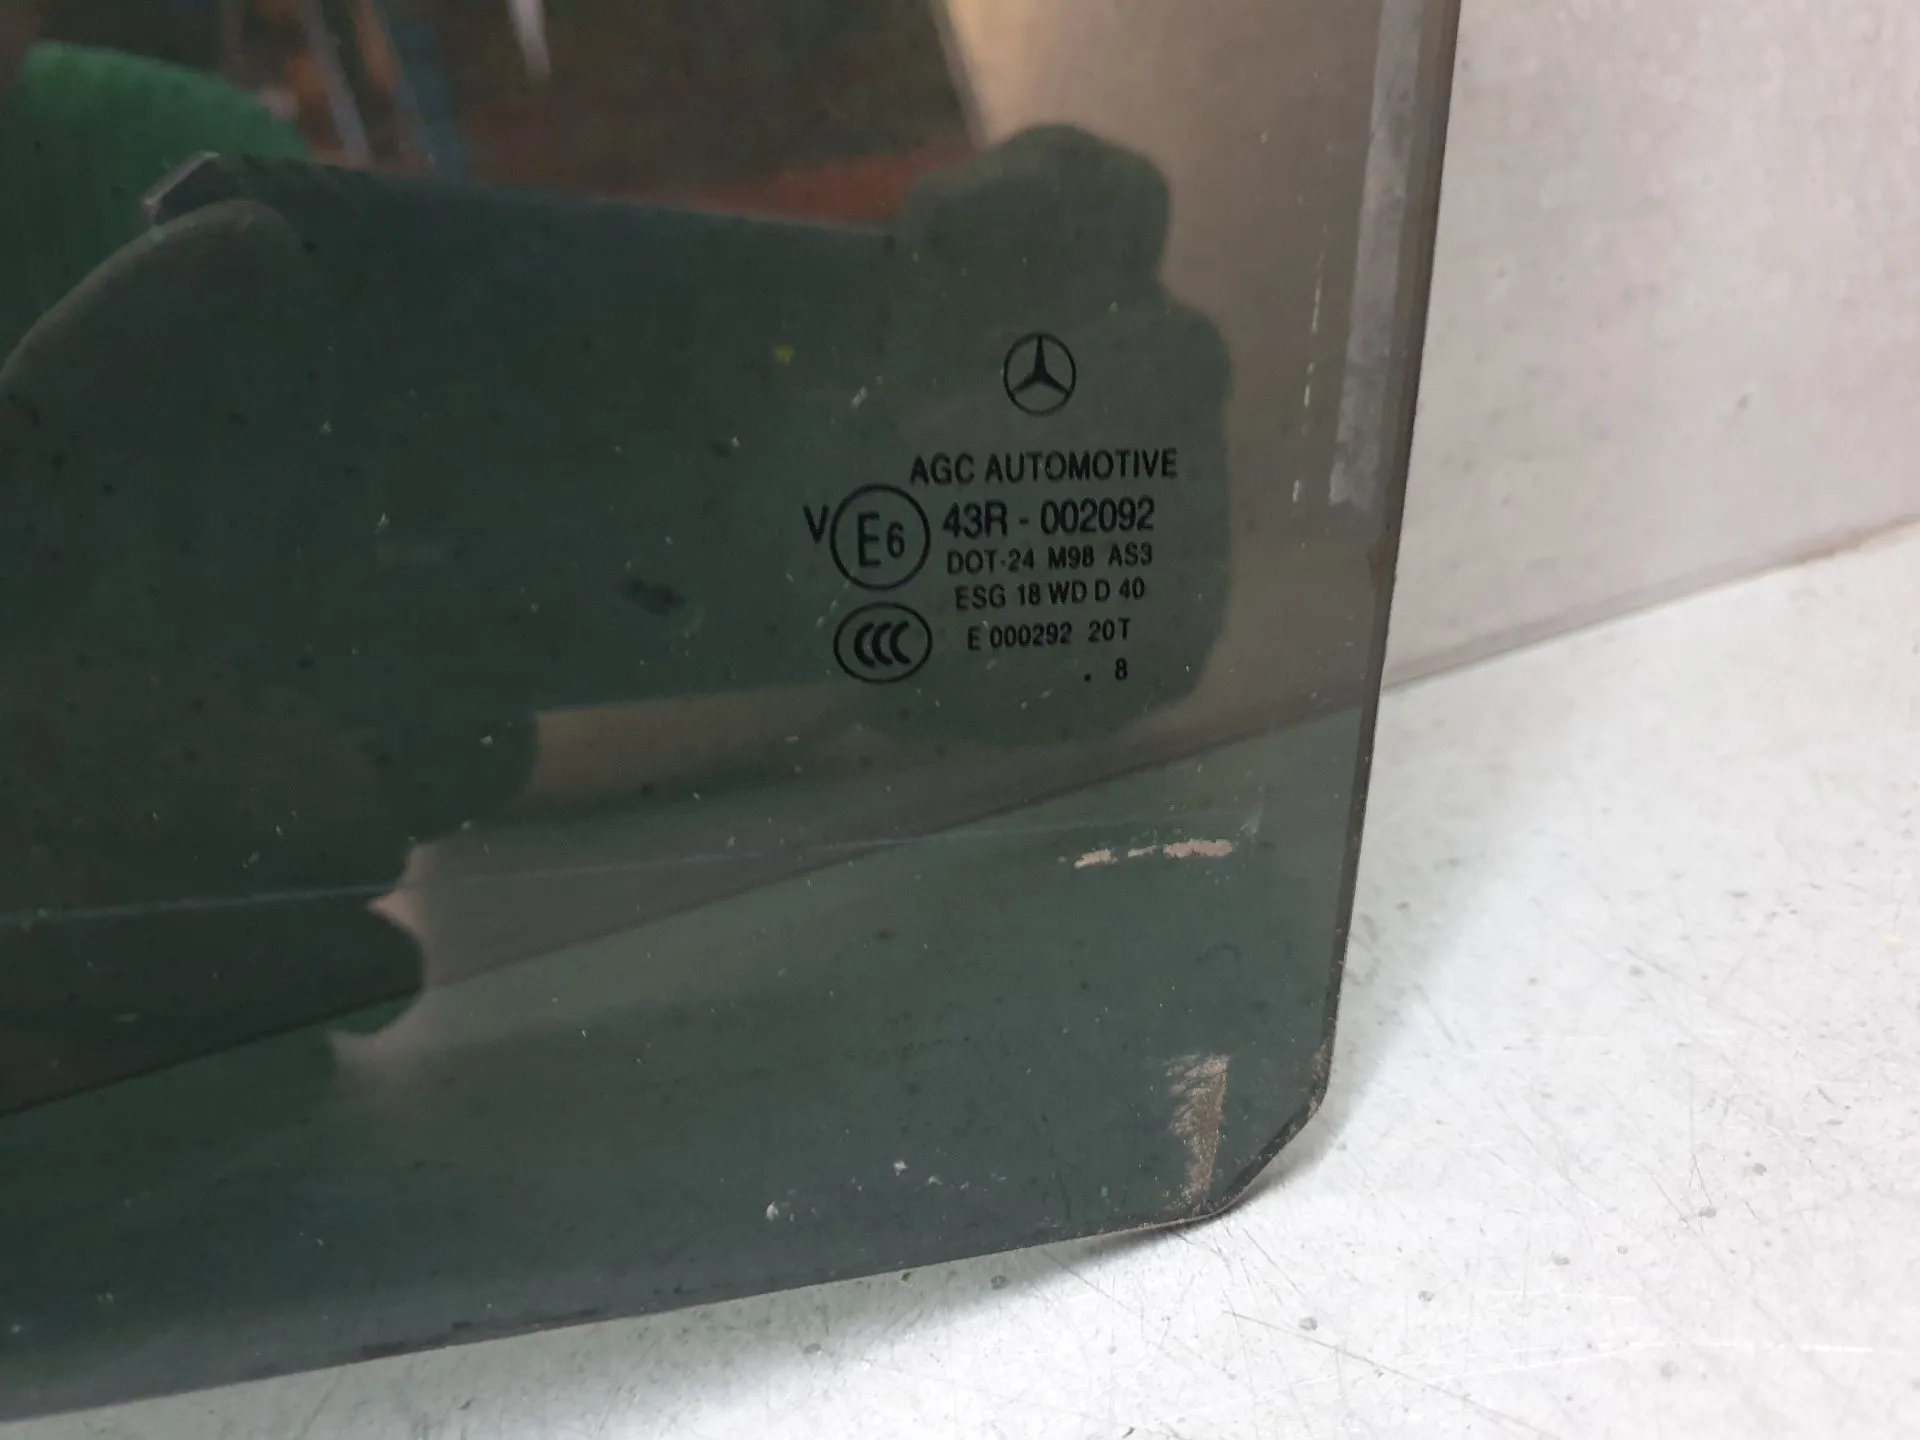 AGC AUTOMOTIVE
V E6 43R - 002092
DOT-24 M98 AS3
ESG 18 WD D 40
CCC E 000292 20T
. 8